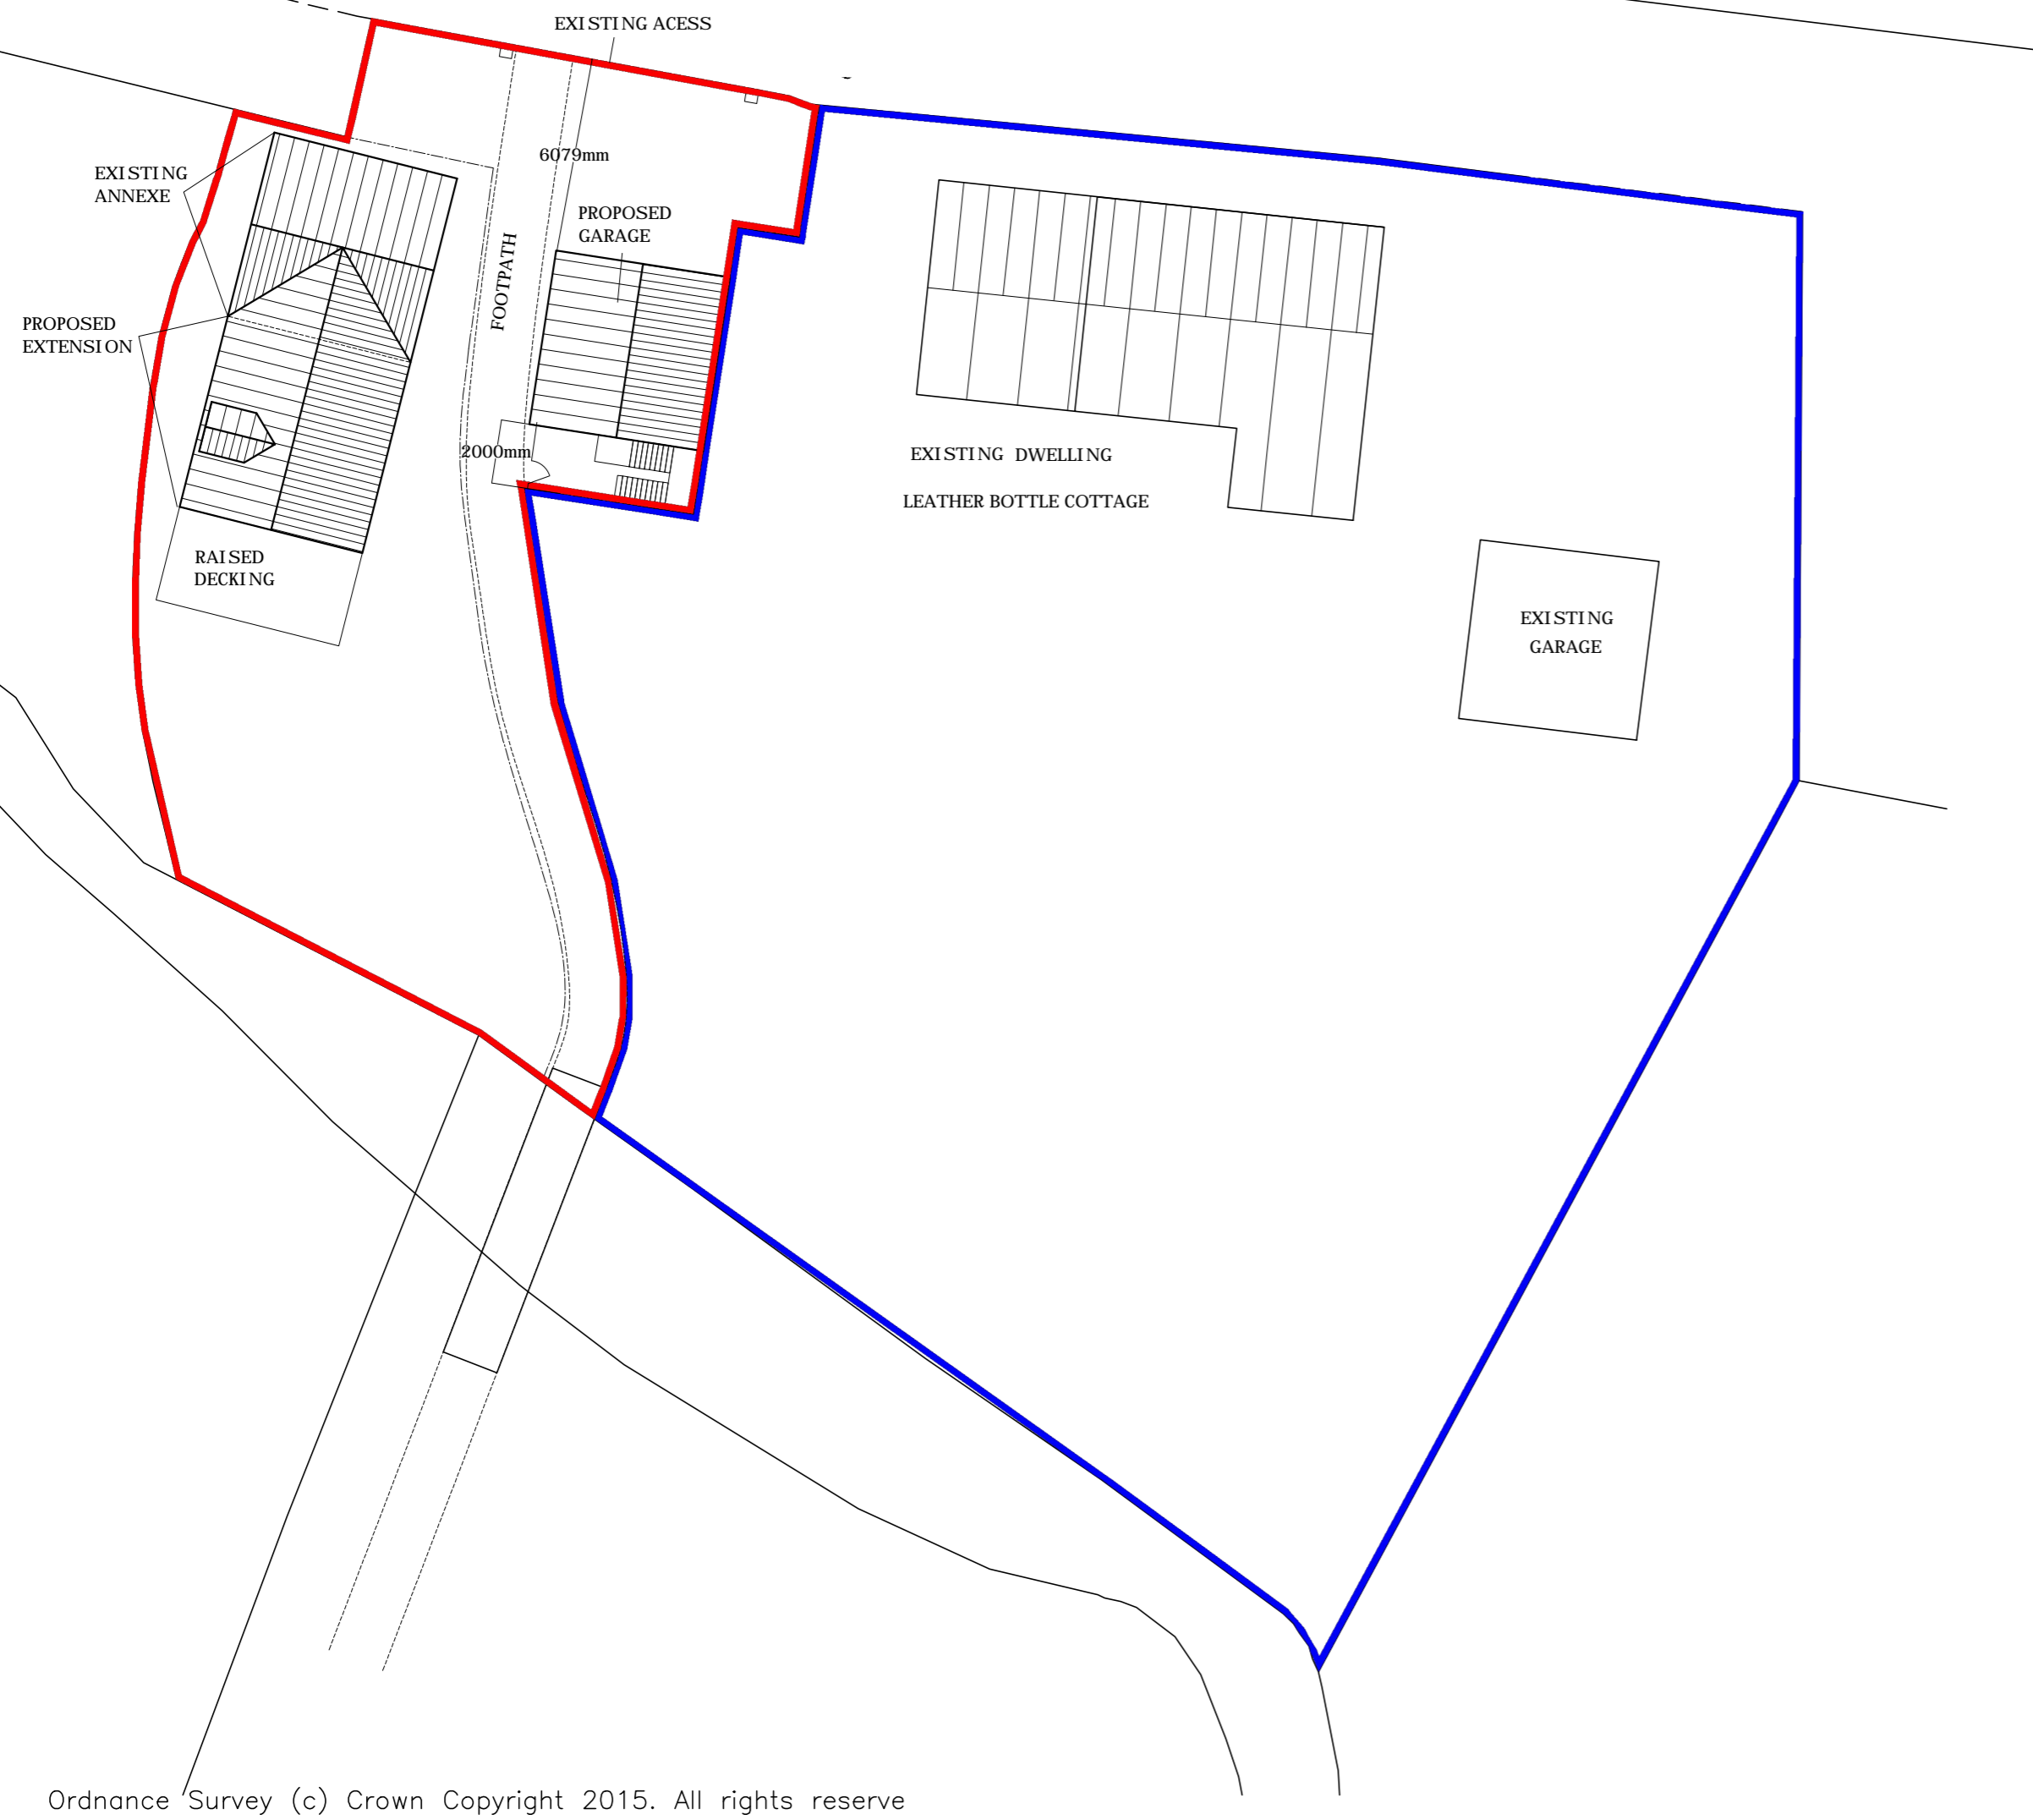 EXISTING ACESS
6079mm
EXISTING
ANNEXE
PROPOSED
GARAGE
FOOTPATH
PROPOSED
EXTENSION
2000mm
EXISTING DWELLING
LEATHER BOTTLE COTTAGE
RAISED
DECKING
EXISTING
GARAGE
Ordnance Survey (c) Crown Copyright 2015. All rights reserve